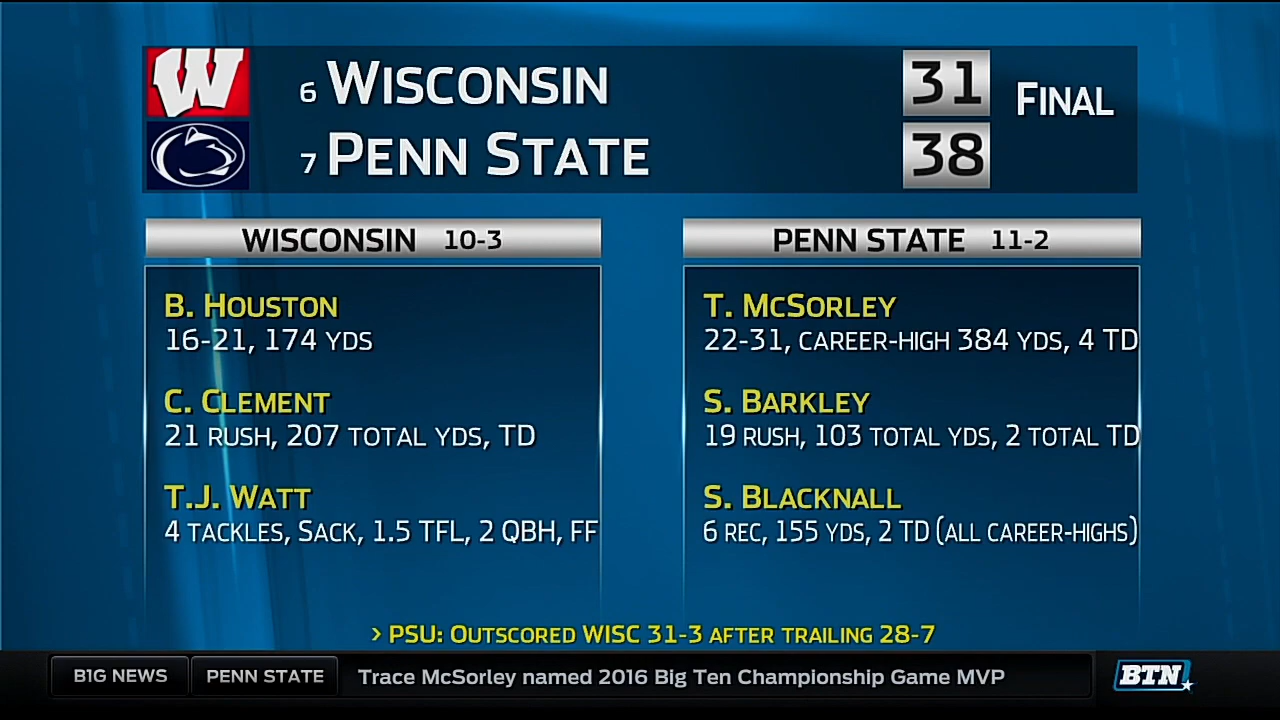 W
6 WISCONSIN 31 FINAL
7 PENN STATE 38
WISCONSIN 10-3
B. HOUSTON
16-21, 174 YDS
C. CLEMENT
21 RUSH, 207 TOTAL YDS, TD
T.J. WATT
4 TACKLES, SACK, 1.5 TFL, 2 QBH, FF
PENN STATE 11-2
T. MCSORLEY
22-31, CAREER-HIGH 384 YDS, 4 TD
S. BARKLEY
19 RUSH, 103 TOTAL YDS, 2 TOTAL TD
S. BLACKNALL
6 REC, 155 YDS, 2 TD (ALL CAREER-HIGHS)
> PSU: OUTSCORED WISC 31-3 AFTER TRAILING 28-7
B1G NEWS PENN STATE Trace McSorley named 2016 Big Ten Championship Game MVP BTN